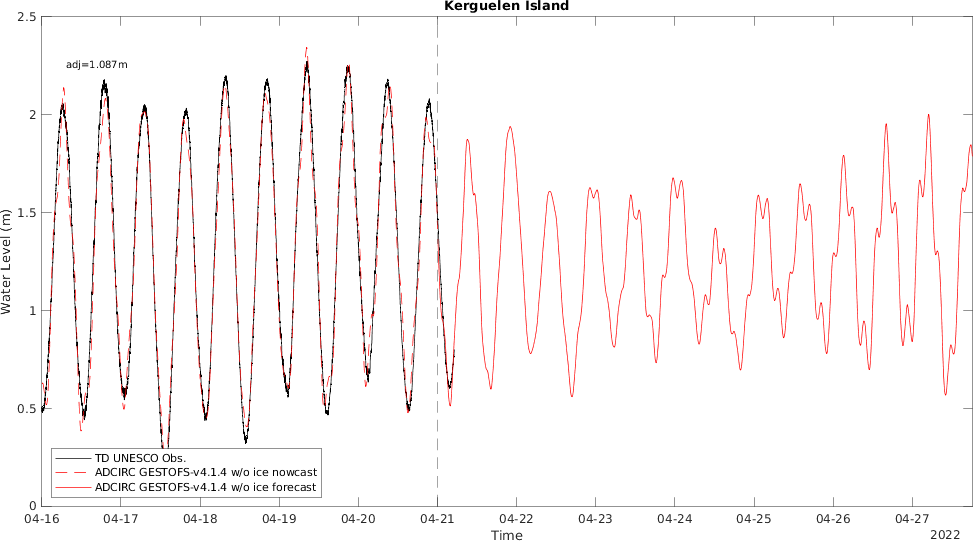 Kerguelen Island
2.5
adj=1.087m
2
1.5
Water Level (m)
1
0.5
TD UNESCO Obs.
ADCIRC GESTOFS-v4.1.4 w/o ice nowcast
ADCIRC GESTOFS-v4.1.4 w/o ice forecast
0
04-16 04-17 04-18 04-19 04-20 04-21 04-22 04-23 04-24 04-25 04-26 04-27
Time
2022